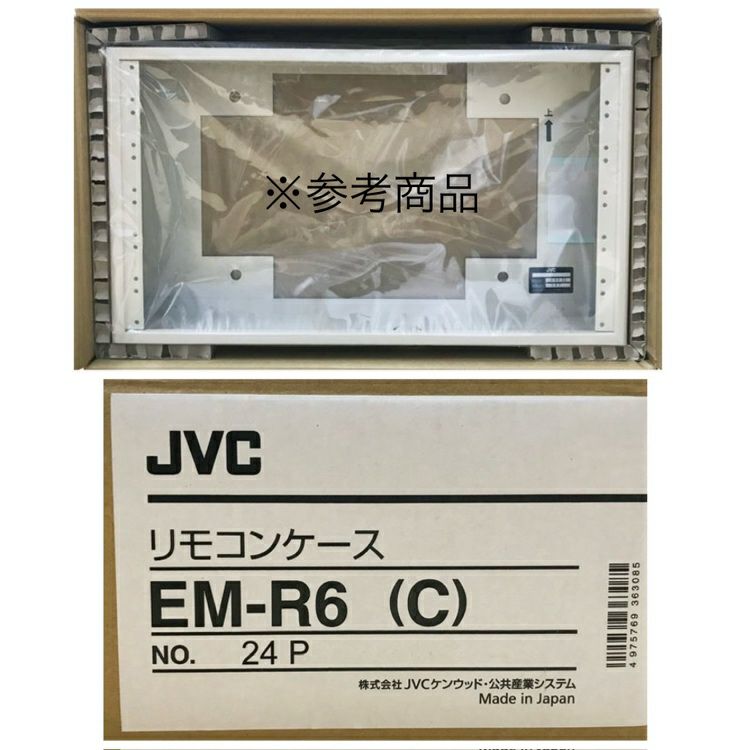 上
※参考商品
JVC
JVC
リモコンケース
EM-R6 (C)
NO. 24 P
4 975769 363085
株式会社 JVCケンウッド・公共産業システム
Made in Japan